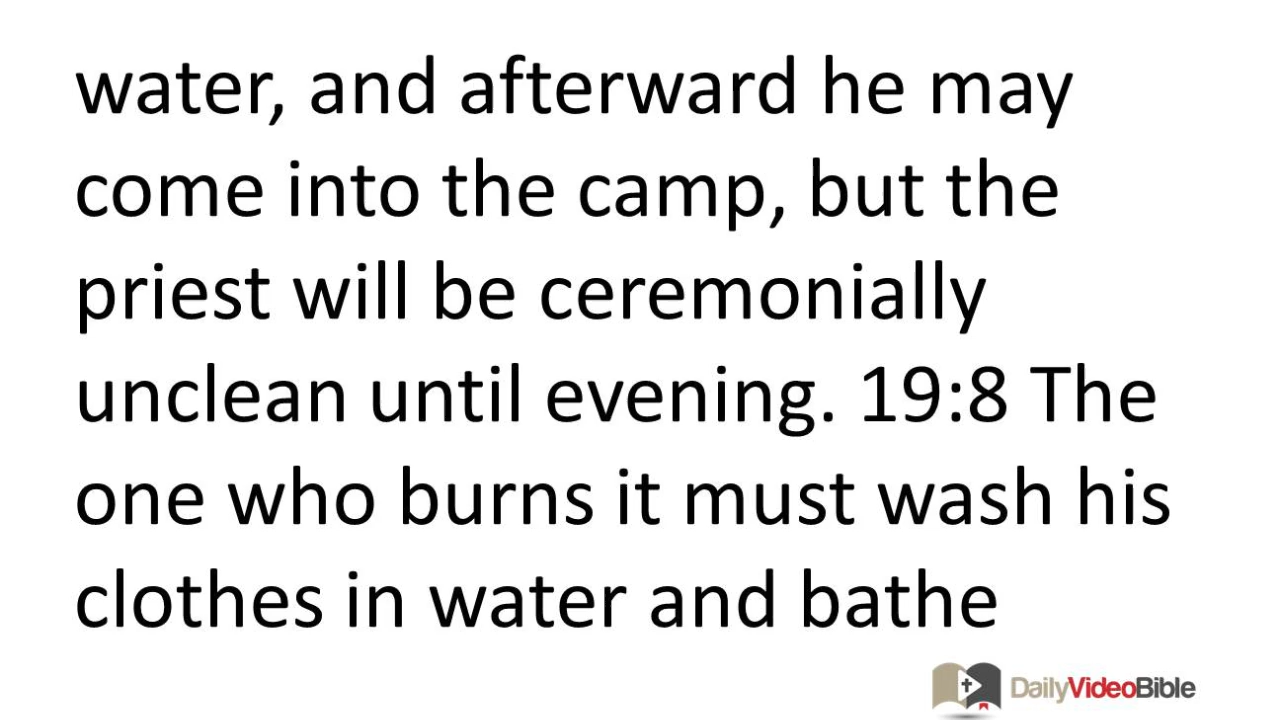 water, and afterward he may
come into the camp, but the
priest will be ceremonially
unclean until evening. 19:8 The
one who burns it must wash his
clothes in water and bathe
DailyVideoBible